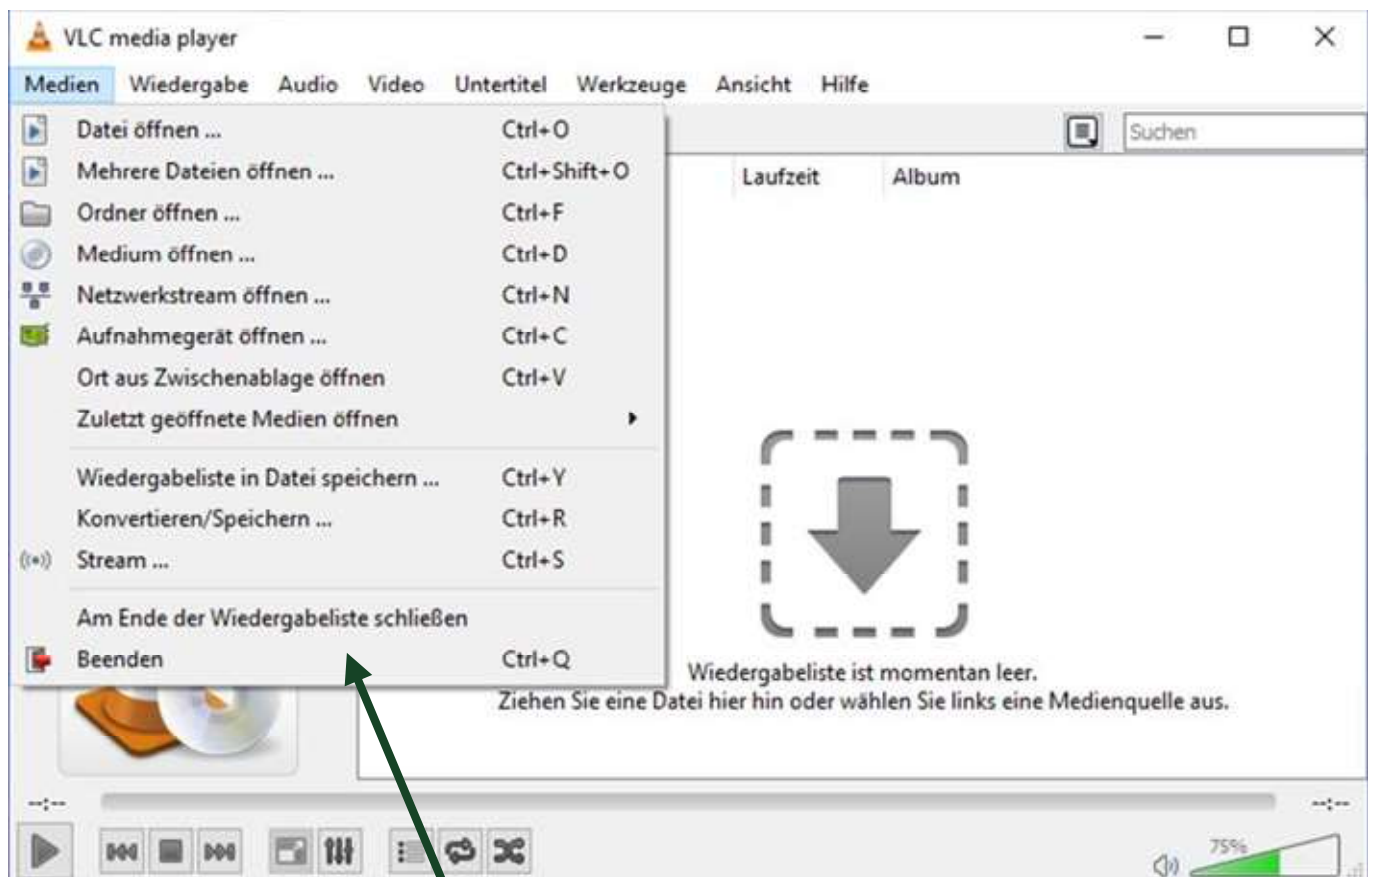 VLC media player
Medien Wiedergabe Audio Video Untertitel Werkzeuge Ansicht Hilfe
Datei öffnen ... Ctrl+O
Mehrere Dateien öffnen ... Ctrl+Shift+O
Ordner öffnen ... Ctrl+F
Medium öffnen ... Ctrl+D
Netzwerkstream öffnen ... Ctrl+N
Aufnahmegerät öffnen ... Ctrl+C
Ort aus Zwischenablage öffnen Ctrl+V
Zuletzt geöffnete Medien öffnen
Wiedergabeliste in Datei speichern ... Ctrl+Y
Konvertieren/Speichern ... Ctrl+R
Stream ... Ctrl+S
Am Ende der Wiedergabeliste schließen
Beenden Ctrl+Q
Suchen
Laufzeit Album
Wiedergabeliste ist momentan leer.
Ziehen Sie eine Datei hier hin oder wählen Sie links eine Medienquelle aus.
--:-- --:--
75%